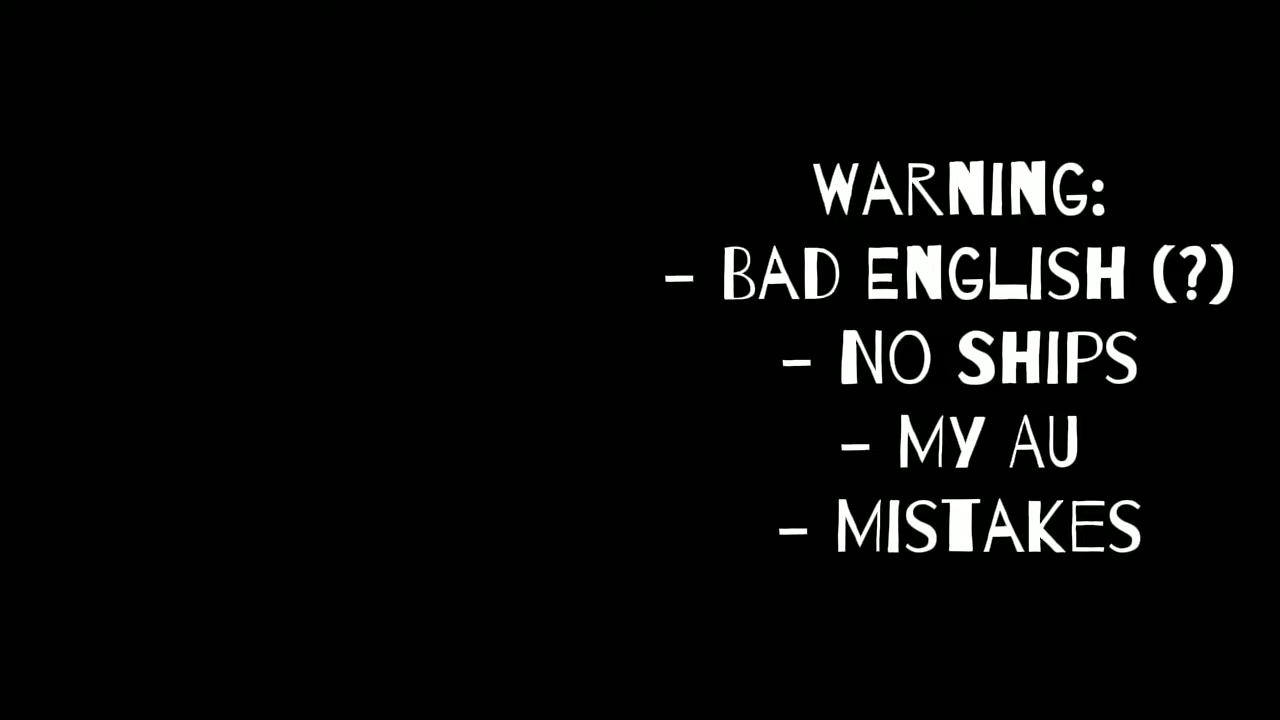 WARNING:
- BAD ENGLISH (?)
- NO SHIPS
- MY AU
- MISTAKES